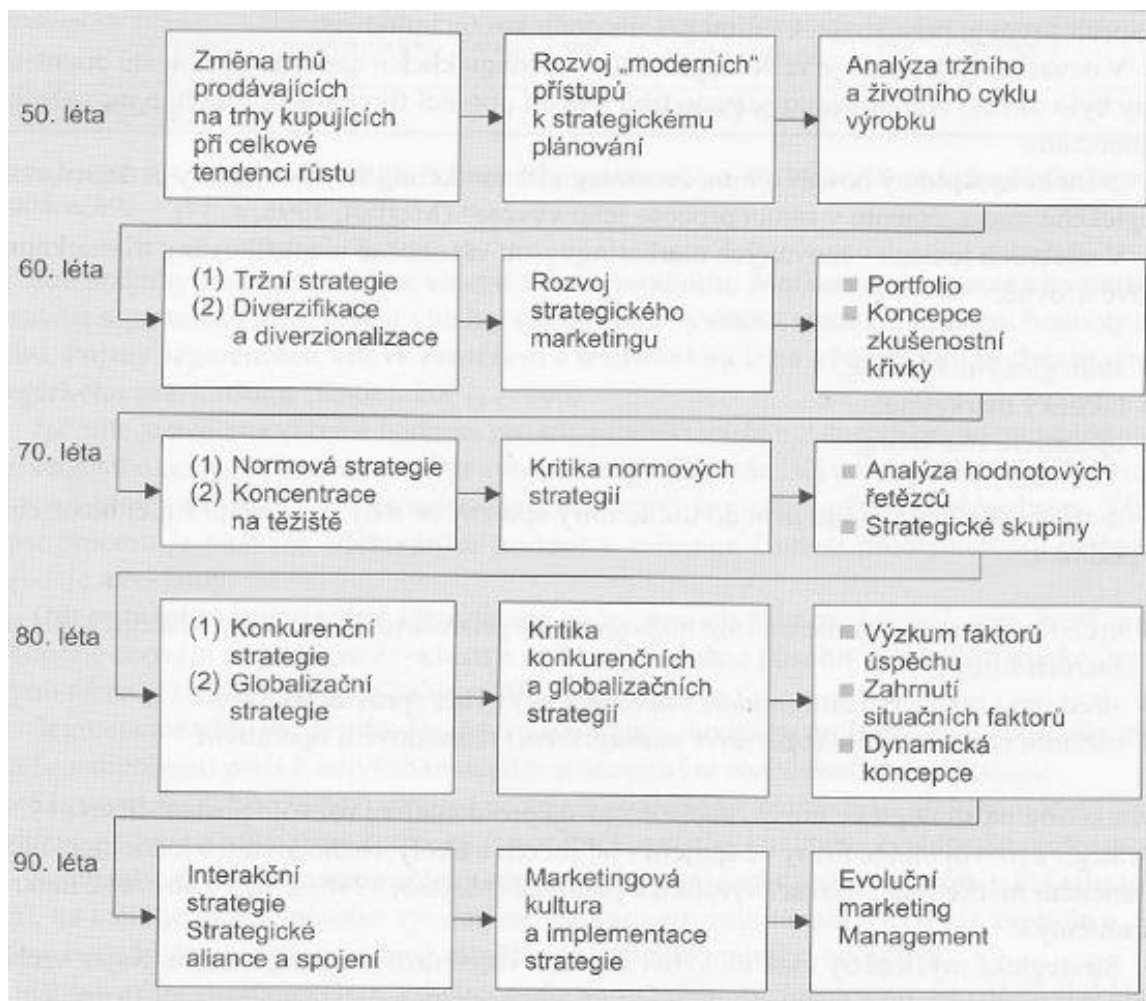 50. léta
Změna trhů
prodávajících
na trhy kupujících
při celkové
tendenci růstu
Rozvoj „moderních“
přístupů
k strategickému
plánování
Analýza tržního
a životního cyklu
výrobku
60. léta
(1) Tržní strategie
(2) Diverzifikace
a diverzionalizace
Rozvoj
strategického
marketingu
Portfolio
Koncepce
zkušenostní
křivky
70. léta
(1) Normová strategie
(2) Koncentrace
na těžiště
Kritika normových
strategií
Analýza hodnotových
řetězců
Strategické skupiny
80. léta
(1) Konkurenční
strategie
(2) Globalizační
strategie
Kritika
konkurenčních
a globalizačních
strategií
Výzkum faktorů
úspěchu
Zahrnutí
situačních faktorů
Dynamická
koncepce
90. léta
Interakční
strategie
Strategické
aliance a spojení
Marketingová
kultura
a implementace
strategie
Evoluční
marketing
Management